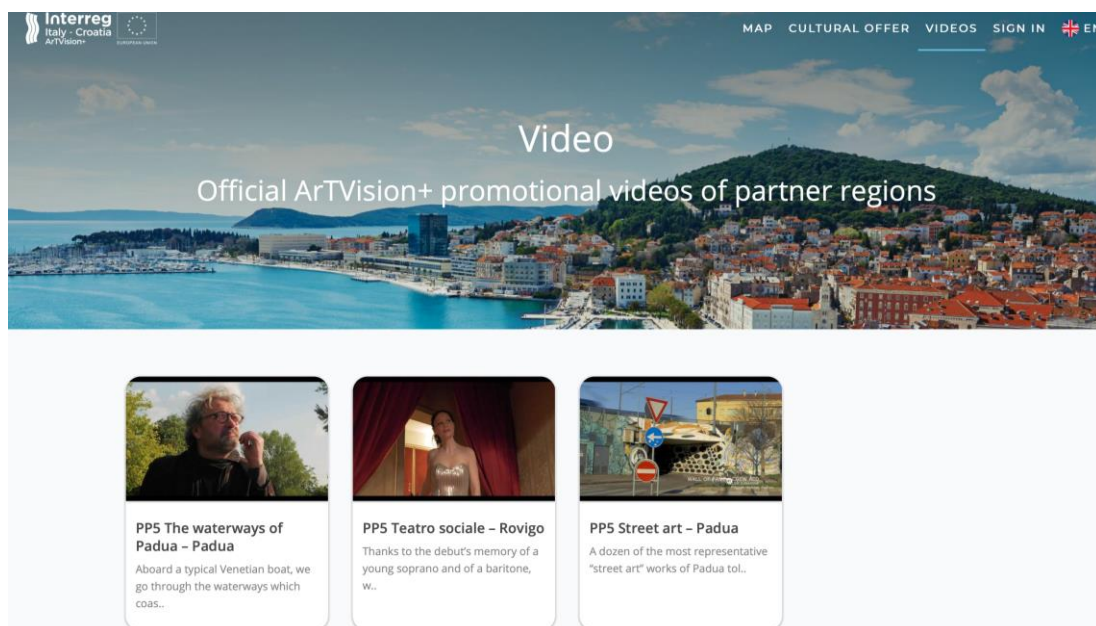 Interreg
Italy - Croatia
ArTVision+
EUROPEAN UNION
MAP CULTURAL OFFER VIDEOS SIGN IN EN
Video
Official ArTVision+ promotional videos of partner regions
PP5 The waterways of
Padua – Padua
Aboard a typical Venetian boat, we
go through the waterways which
coas..
PP5 Teatro sociale – Rovigo
Thanks to the debut's memory of a
young soprano and of a baritone,
w..
PP5 Street art – Padua
A dozen of the most representative
"street art" works of Padua tol..